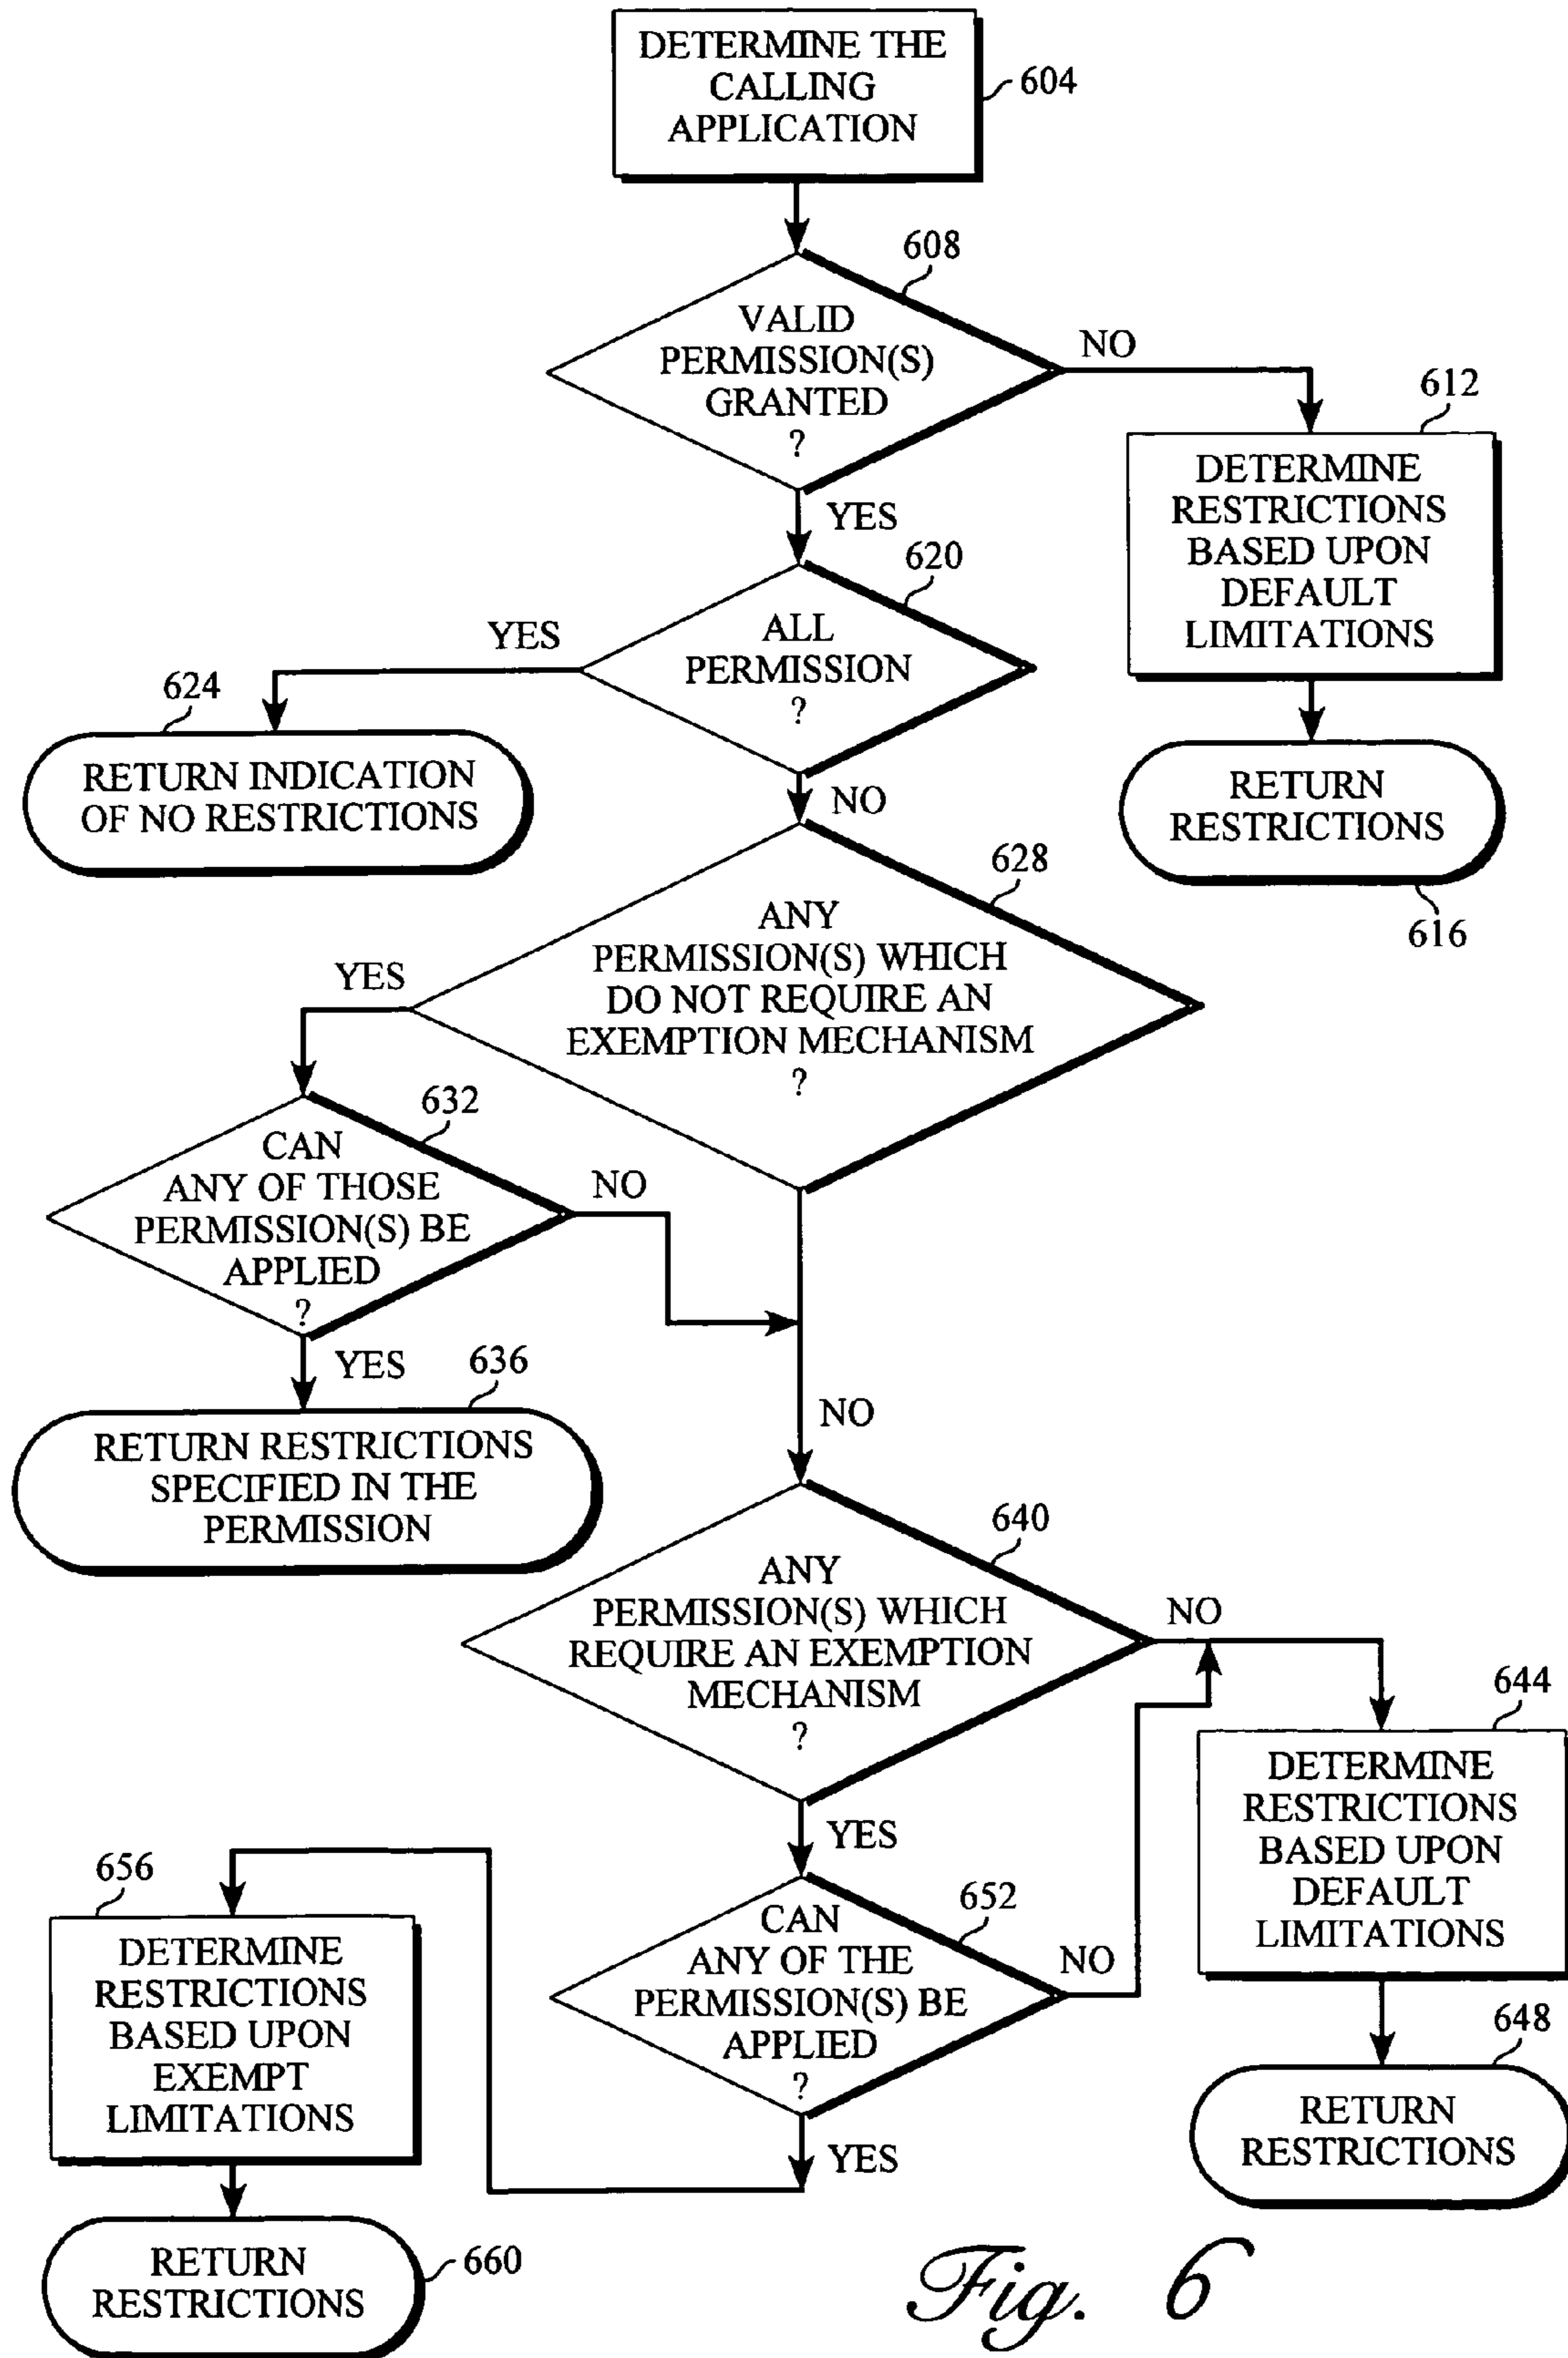 DETERMINE THE
CALLING
APPLICATION
604
608
VALID
PERMISSION(S)
GRANTED
?
NO
612
DETERMINE
RESTRICTIONS
BASED UPON
DEFAULT
LIMITATIONS
YES
620
ALL
PERMISSION
?
YES
624
RETURN INDICATION
OF NO RESTRICTIONS
RETURN
RESTRICTIONS
616
NO
628
ANY
PERMISSION(S) WHICH
DO NOT REQUIRE AN
EXEMPTION MECHANISM
?
YES
632
CAN
ANY OF THOSE
PERMISSION(S) BE
APPLIED
?
NO
YES
636
RETURN RESTRICTIONS
SPECIFIED IN THE
PERMISSION
NO
640
ANY
PERMISSION(S) WHICH
REQUIRE AN EXEMPTION
MECHANISM
?
NO
644
DETERMINE
RESTRICTIONS
BASED UPON
DEFAULT
LIMITATIONS
YES
652
CAN
ANY OF THE
PERMISSION(S) BE
APPLIED
?
NO
648
RETURN
RESTRICTIONS
YES
656
DETERMINE
RESTRICTIONS
BASED UPON
EXEMPT
LIMITATIONS
RETURN
RESTRICTIONS
660
Fig. 6